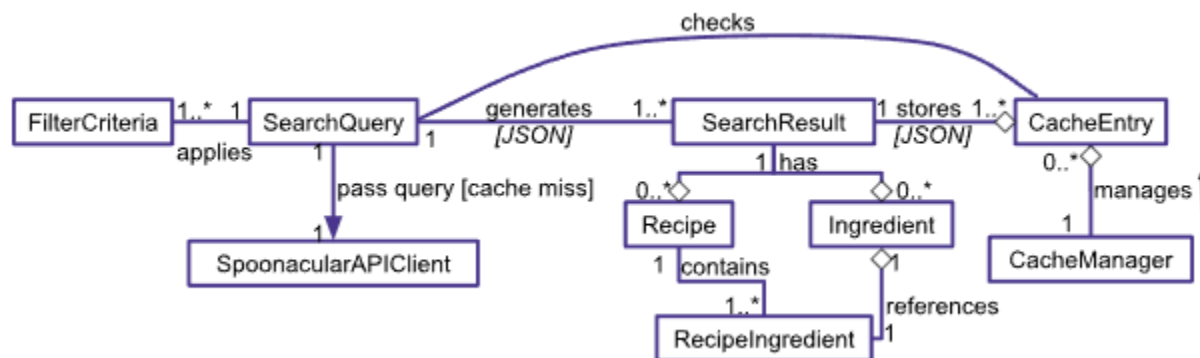 checks
FilterCriteria
1..*
1
applies
SearchQuery
1
generates
[JSON]
1..*
SearchResult
1
stores
[JSON]
1..*
CacheEntry
1
pass query [cache miss]
1
SpoonacularAPIClient
1
has
0..*
0..*
Recipe
Ingredient
0..*
manages
1
CacheManager
1
contains
1..*
1
references
1
RecipeIngredient